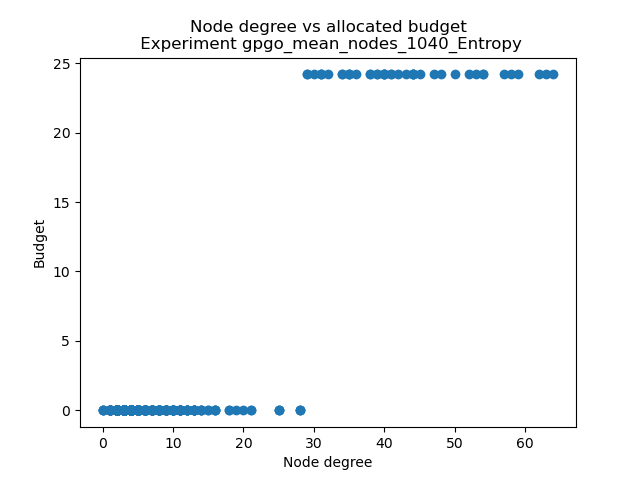 Node degree vs allocated budget
Experiment gpgo_mean_nodes_1040_Entropy
25
20
15
10
5
0
Budget
0 10 20 30 40 50 60
Node degree